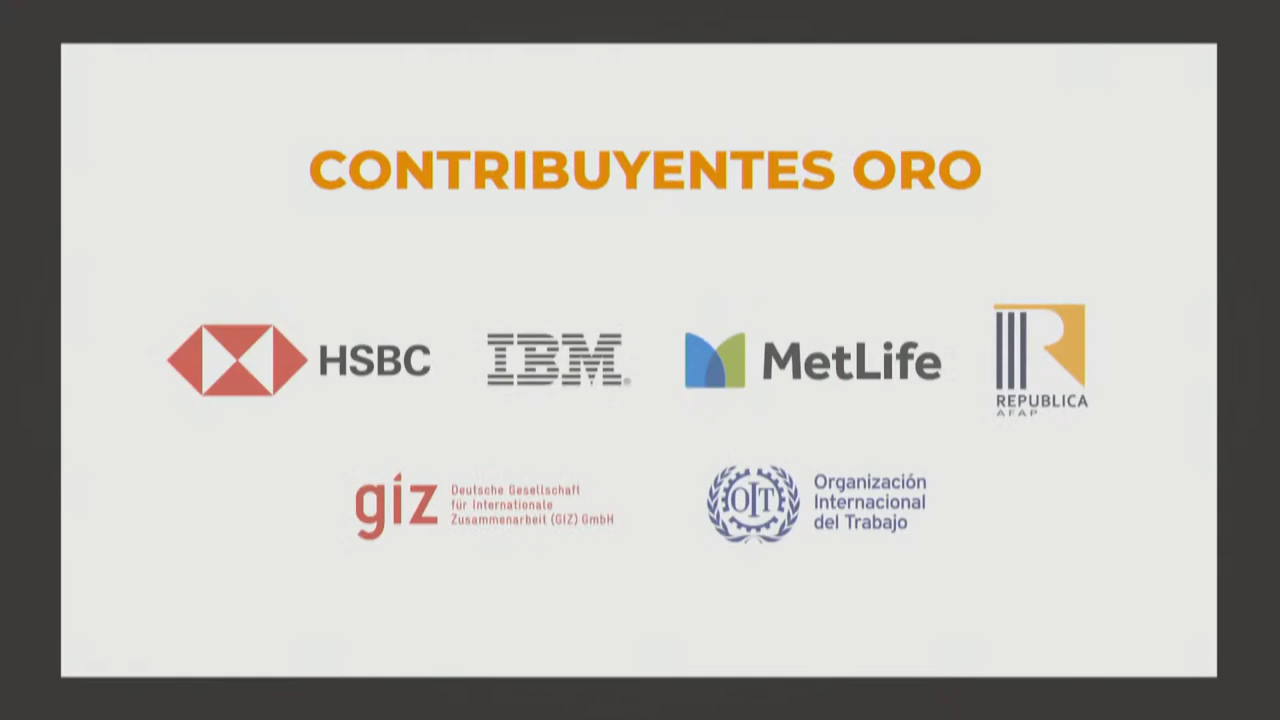 CONTRIBUYENTES ORO
HSBC
IBM
MetLife
REPUBLICA
AFAP
giz
Deutsche Gesellschaft
für Internationale
Zusammenarbeit (GIZ) GmbH
OIT
Organización
Internacional
del Trabajo